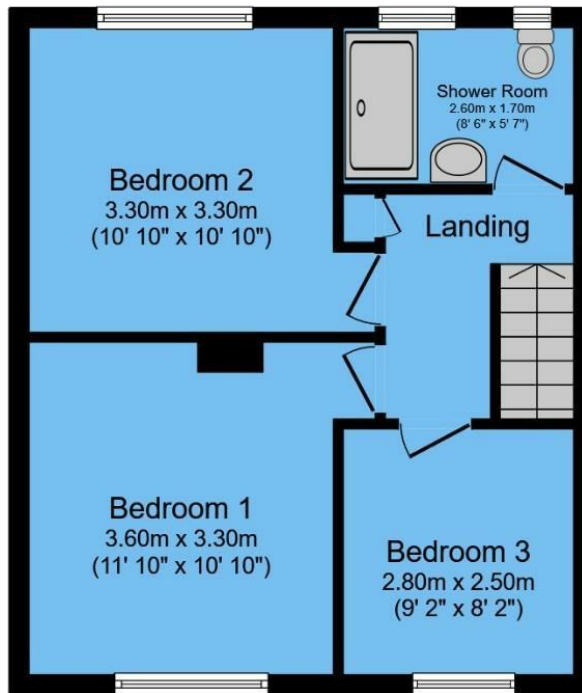 Shower Room
2.60m x 1.70m
(8' 6" x 5' 7")
Bedroom 2
3.30m x 3.30m
(10' 10" x 10' 10")
Landing
Bedroom 1
3.60m x 3.30m
(11' 10" x 10' 10")
Bedroom 3
2.80m x 2.50m
(9' 2" x 8' 2")